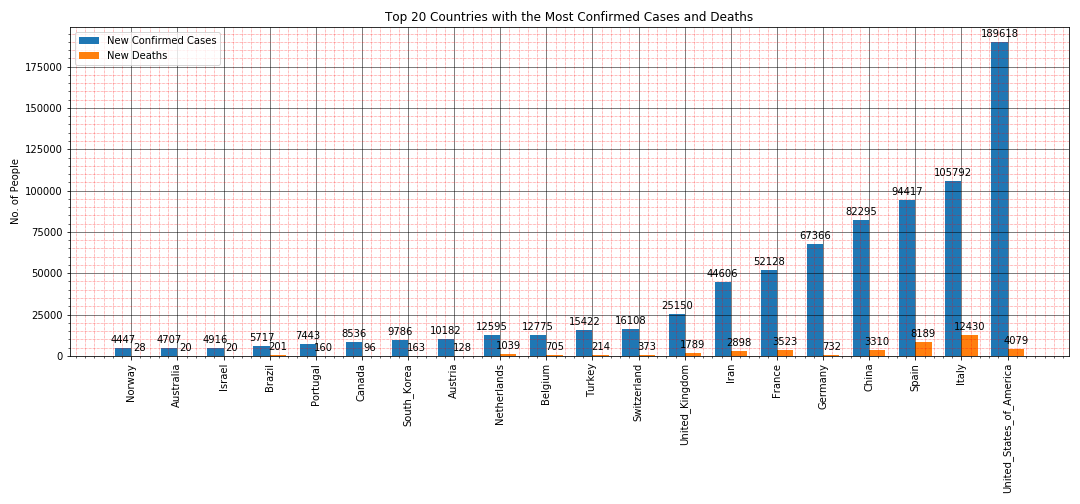 Top 20 Countries with the Most Confirmed Cases and Deaths
New Confirmed Cases
New Deaths
No. of People
175000
150000
125000
100000
75000
50000
25000
0
4447
28
4707
20
4916
20
5717
201
7443
160
8536
96
9786
163
10182
128
12595
1039
12775
705
15422
214
16108
373
25150
1789
44606
2898
52128
3523
67366
732
82295
3310
94417
8189
105792
12430
189618
4079
Norway
Australia
Israel
Brazil
Portugal
Canada
South_Korea
Austria
Netherlands
Belgium
Turkey
Switzerland
United_Kingdom
Iran
France
Germany
China
Spain
Italy
United_States_of_America